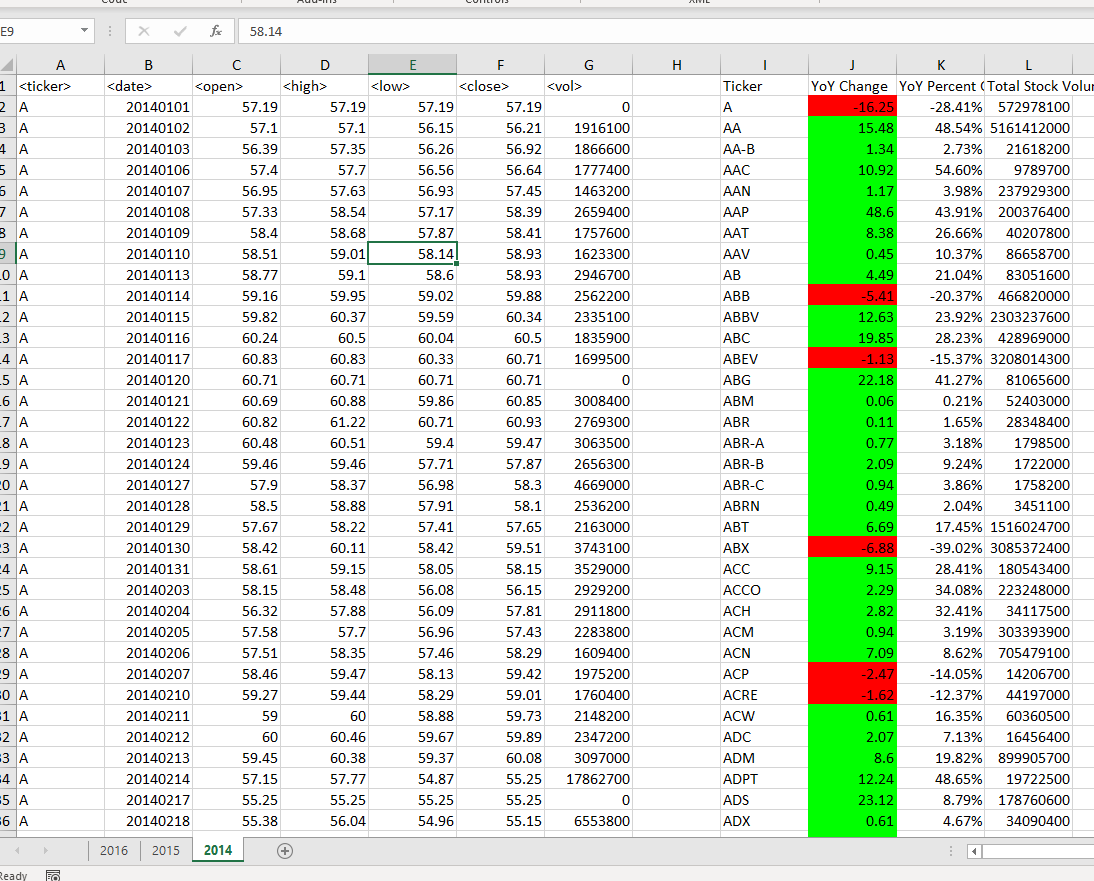 E9 fx 58.14
A B C D E F G H I J K L
1 <ticker> <date> <open> <high> <low> <close> <vol> Ticker YoY Change YoY Percent Total Stock Volu
2 A 20140101 57.19 57.19 57.19 57.19 0 A -16.25 -28.41% 572978100
3 A 20140102 57.1 57.1 56.15 56.21 1916100 AA 15.48 48.54% 5161412000
4 A 20140103 56.39 57.35 56.26 56.92 1866600 AA-B 1.34 2.73% 21618200
5 A 20140106 57.4 57.7 56.56 56.64 1777400 AAC 10.92 54.60% 9789700
6 A 20140107 56.95 57.63 56.93 57.45 1463200 AAN 1.17 3.98% 237929300
7 A 20140108 57.33 58.54 57.17 58.39 2659400 AAP 48.6 43.91% 200376400
8 A 20140109 58.4 58.68 57.87 58.41 1757600 AAT 8.38 26.66% 40207800
9 A 20140110 58.51 59.01 58.14 58.93 1623300 AAV 0.45 10.37% 86658700
10 A 20140113 58.77 59.1 58.6 58.93 2946700 AB 4.49 21.04% 83051600
11 A 20140114 59.16 59.95 59.02 59.88 2562200 ABB -5.41 -20.37% 466820000
12 A 20140115 59.82 60.37 59.59 60.34 2335100 ABBV 12.63 23.92% 2303237600
13 A 20140116 60.24 60.5 60.04 60.5 1835900 ABC 19.85 28.23% 428969000
14 A 20140117 60.83 60.83 60.33 60.71 1699500 ABEV -1.13 -15.37% 3208014300
15 A 20140120 60.71 60.71 60.71 60.71 0 ABG 22.18 41.27% 81065600
16 A 20140121 60.69 60.88 59.86 60.85 3008400 ABM 0.06 0.21% 52403000
17 A 20140122 60.82 61.22 60.71 60.93 2769300 ABR 0.11 1.65% 28348400
18 A 20140123 60.48 60.51 59.4 59.47 3063500 ABR-A 0.77 3.18% 1798500
19 A 20140124 59.46 59.46 57.71 57.87 2656300 ABR-B 2.09 9.24% 1722000
20 A 20140127 57.9 58.37 56.98 58.3 4669000 ABR-C 0.94 3.86% 1758200
21 A 20140128 58.5 58.88 57.91 58.1 2536200 ABRN 0.49 2.04% 3451100
22 A 20140129 57.67 58.22 57.41 57.65 2163000 ABT 6.69 17.45% 1516024700
23 A 20140130 58.42 60.11 58.42 59.51 3743100 ABX -6.88 -39.02% 3085372400
24 A 20140131 58.61 59.15 58.05 58.15 3529000 ACC 9.15 28.41% 180543400
25 A 20140203 58.15 58.48 56.08 56.15 2929200 ACCO 2.29 34.08% 223248000
26 A 20140204 56.32 57.88 56.09 57.81 2911800 ACH 2.82 32.41% 34117500
27 A 20140205 57.58 57.7 56.96 57.43 2283800 ACM 0.94 3.19% 303393900
28 A 20140206 57.51 58.35 57.46 58.29 1609400 ACN 7.09 8.62% 705479100
29 A 20140207 58.46 59.47 58.13 59.42 1975200 ACP -2.47 -14.05% 14206700
30 A 20140210 59.27 59.44 58.29 59.01 1760400 ACRE -1.62 -12.37% 44197000
31 A 20140211 59 60 58.88 59.73 2148200 ACW 0.61 16.35% 60360500
32 A 20140212 60 60.46 59.67 59.89 2347200 ADC 2.07 7.13% 16456400
33 A 20140213 59.45 60.38 59.37 60.08 3097000 ADM 8.6 19.82% 899905700
34 A 20140214 57.15 57.77 54.87 55.25 17862700 ADPT 12.24 48.65% 19722500
35 A 20140217 55.25 55.25 55.25 55.25 0 ADS 23.12 8.79% 178760600
36 A 20140218 55.38 56.04 54.96 55.15 6553800 ADX 0.61 4.67% 34090400
2016 2015 2014
Ready